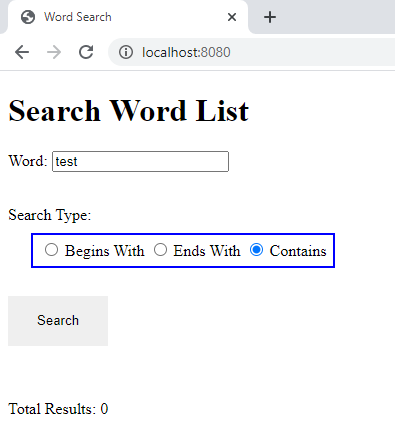 Word Search
localhost:8080
Search Word List
Word: test
Search Type:
Begins With Ends With Contains
Search
Total Results: 0